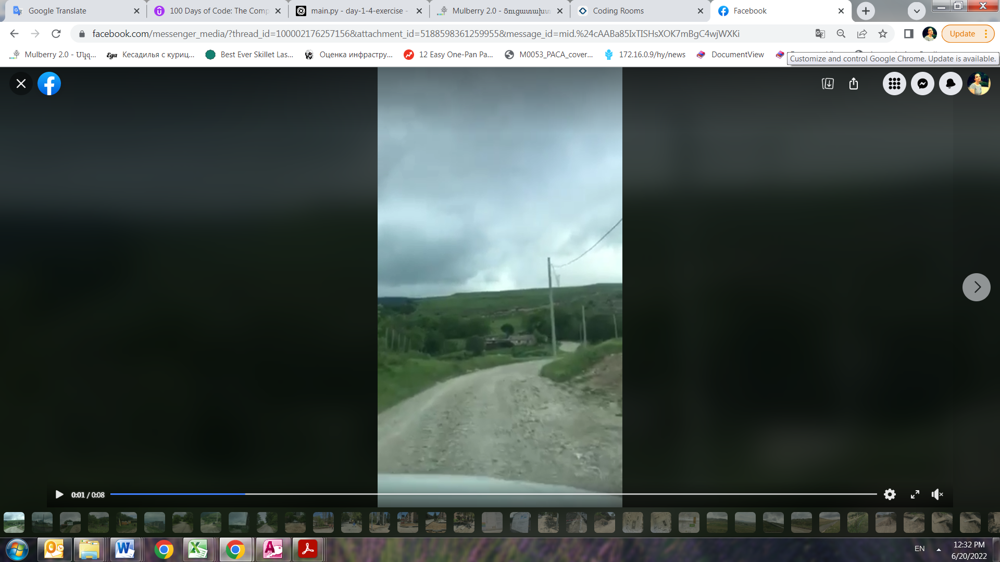 Google Translate
100 Days of Code: The Comp
main.py - day-1-4-exercise -
Mulberry 2.0 - Ցուցատախտ
Coding Rooms
Facebook
facebook.com/messenger_media/?thread_id=100002176257156&attachment_id=5188598361259955&message_id=mid.%24cAABa85IxTISHsXOK7mBgC4wjWXKi
Update
Mulberry 2.0 - Մկզ...
Кесадилья с куриц...
Best Ever Skillet Las...
Оценка инфрастру...
12 Easy One-Pan Pa...
M0053_PACA_cover...
172.16.0.9/hy/news
DocumentView
Customize and control Google Chrome. Update is available.
0:01 / 0:08
EN
12:32 PM
6/20/2022